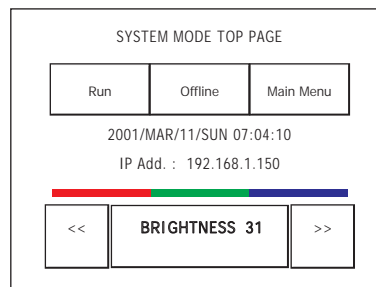 SYSTEM MODE TOP PAGE
Run Offline Main Menu
2001/MAR/11/SUN 07:04:10
IP Add. : 192.168.1.150
<< BRIGHTNESS 31 >>